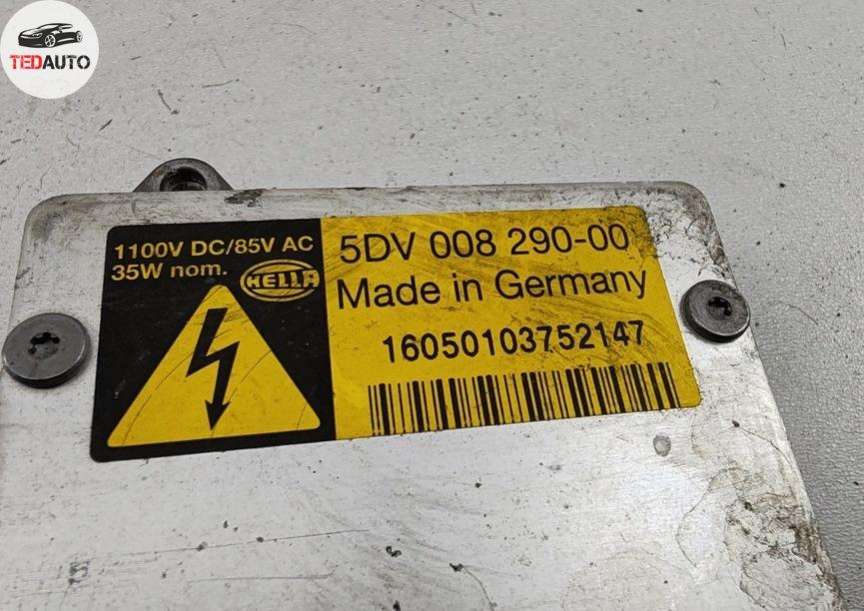 TEDAUTO
1100V DC/85V AC
35W nom.
HELLA
5DV 008 290-00
Made in Germany
16050103752147